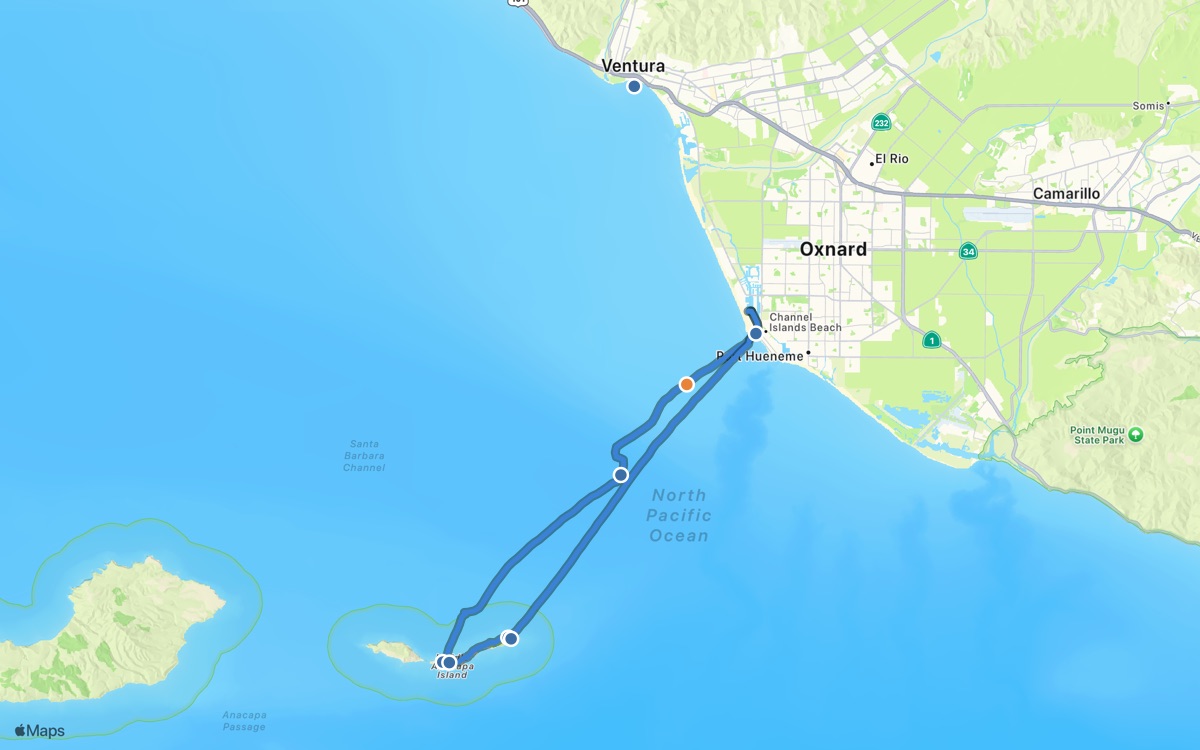 101
Ventura
Somis
232
El Rio
Camarillo
Oxnard
34
Channel
Islands Beach
1
Hueneme
Point Mugu
State Park
Santa
Barbara
Channel
North
Pacific
Ocean
Island
Anacapa
Passage
Maps